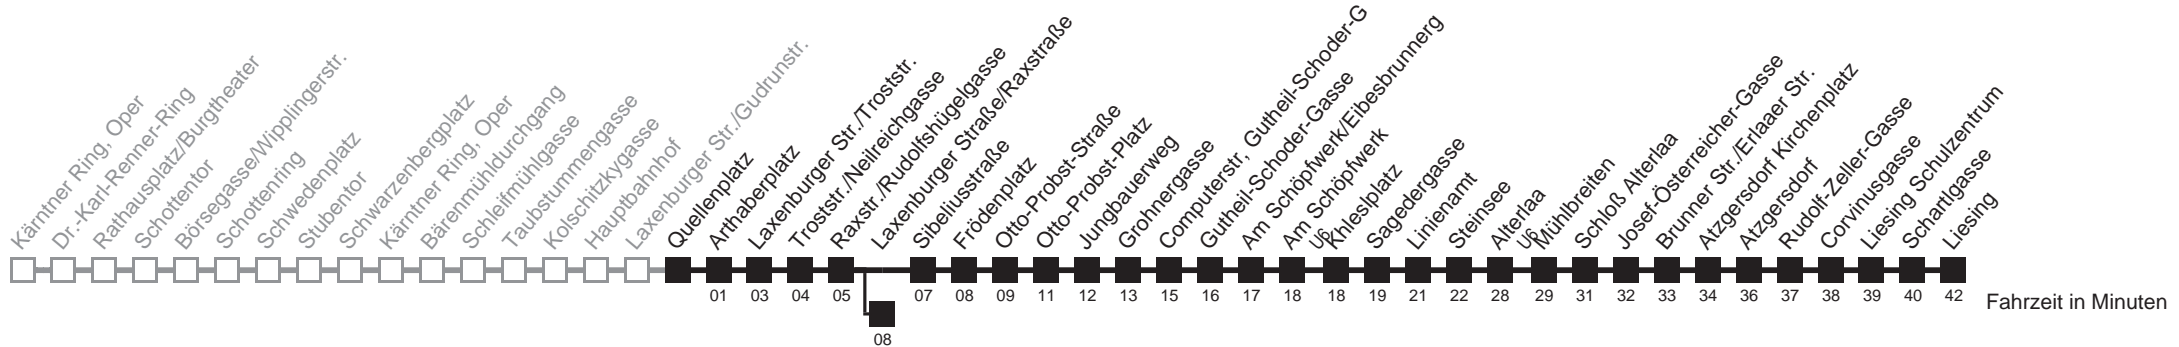 Kärntner Ring, Oper
Dr.-Karl-Renner-Ring
Rathausplatz/Burgtheater
Schottentor
Börsegasse/Wipplingerstr.
Schottenring
Schwedenplatz
Stubentor
Schwarzenbergplatz
Kärntner Ring, Oper
Bärenmühldurchgang
Schleifmühlgasse
Taubstummengasse
Kolschitzkygasse
Hauptbahnhof
Laxenburger Str./Gudrunstr.
Quellenplatz
Arthaberplatz
Laxenburger Str./Troststr.
Troststr./Neilreichgasse
Raxstr./Rudolfshügelgasse
Laxenburger Straße/Raxstraße
Sibeliusstraße
Frödenplatz
Otto-Probst-Straße
Otto-Probst-Platz
Jungbauerweg
Grohnergasse
Computerstr, Gutheil-Schoder-G
Gutheil-Schoder-Gasse
Am Schöpfwerk/Eibesbrunnerg
Am Schöpfwerk
U6
Khleslplatz
Sagedergasse
Linienamt
Steinsee
Alterlaa
U6
Mühlbreiten
Schloß Alterlaa
Josef-Österreicher-Gasse
Brunner Str./Erlaaer Str.
Atzgersdorf Kirchenplatz
Atzgersdorf
Rudolf-Zeller-Gasse
Corvinusgasse
Liesing Schulzentrum
Schartlgasse
Liesing
01 03 04 05 07 08 09 11 12 13 15 16 17 18 18 19 21 22 28 29 31 32 33 34 36 37 38 39 40 42
Fahrzeit in Minuten
08